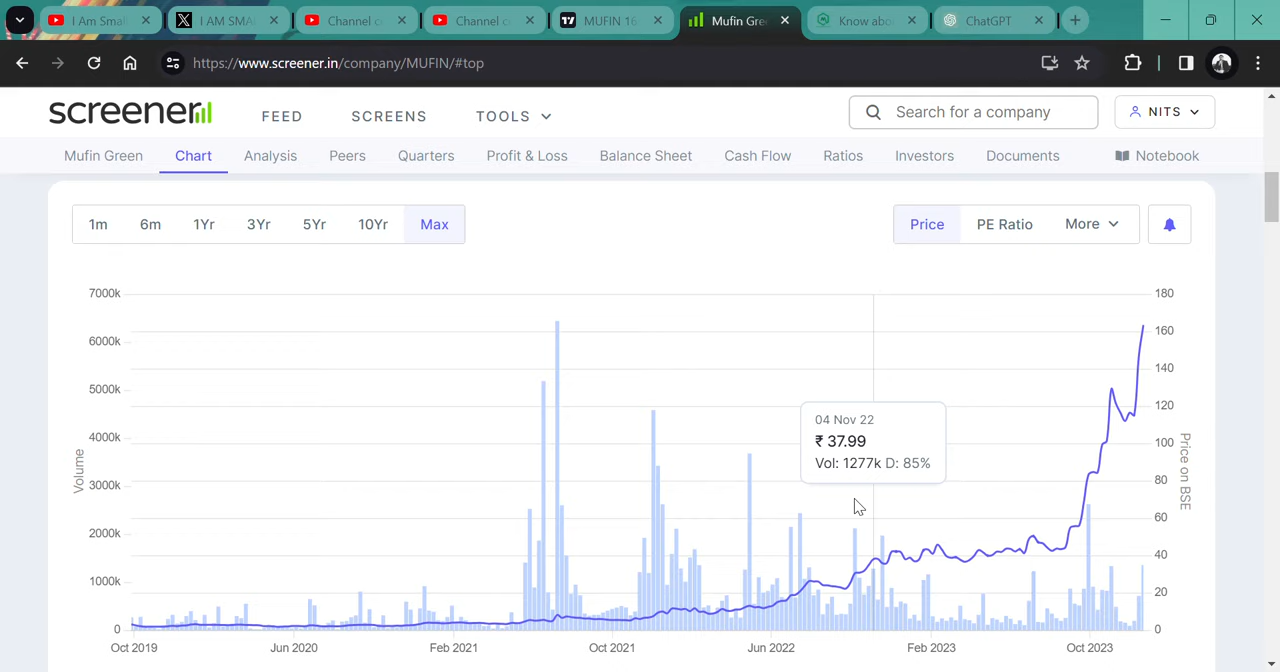 I Am Smal
I AM SMA
Channel c
Channel c
MUFIN 16
Mufin Gre
Know abo
ChatGPT
https://www.screener.in/company/MUFIN/#top
screener
FEED
SCREENS
TOOLS
Search for a company
NITS
Mufin Green
Chart
Analysis
Peers
Quarters
Profit & Loss
Balance Sheet
Cash Flow
Ratios
Investors
Documents
Notebook
1m
6m
1Yr
3Yr
5Yr
10Yr
Max
Price
PE Ratio
More
7000k
6000k
5000k
4000k
3000k
2000k
1000k
0
Volume
04 Nov 22
₹ 37.99
Vol: 1277k D: 85%
180
160
140
120
100
80
60
40
20
0
Price on BSE
Oct 2019
Jun 2020
Feb 2021
Oct 2021
Jun 2022
Feb 2023
Oct 2023